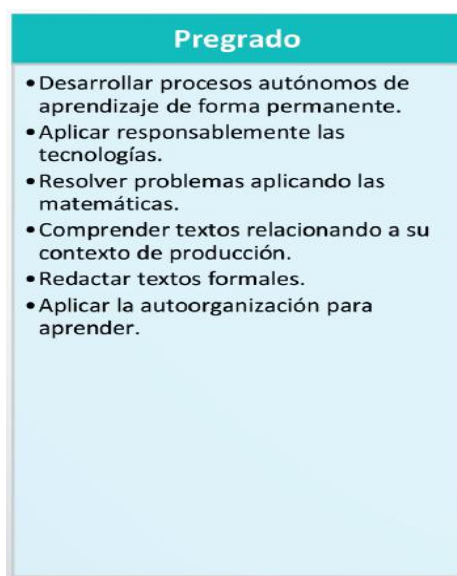 Pregrado
•Desarrollar procesos autónomos de
aprendizaje de forma permanente.
•Aplicar responsablemente las
tecnologías.
•Resolver problemas aplicando las
matemáticas.
•Comprender textos relacionando a su
contexto de producción.
•Redactar textos formales.
•Aplicar la autoorganización para
aprender.